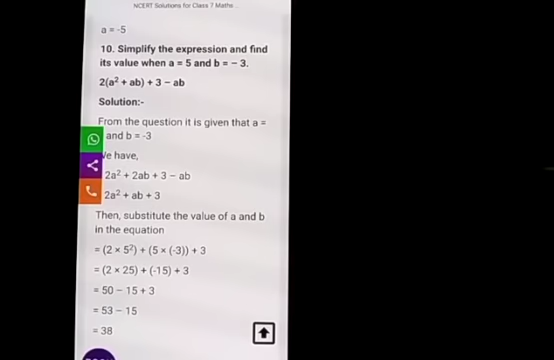 NCERT Solutions for Class 7 Maths
a = -5
10. Simplify the expression and find
its value when a = 5 and b = – 3.
2(a² + ab) + 3 – ab
Solution:-
From the question it is given that a =
and b = -3
We have,
2a² + 2ab + 3 – ab
2a² + ab + 3
Then, substitute the value of a and b
in the equation
= (2 × 5²) + (5 × (-3)) + 3
= (2 × 25) + (-15) + 3
= 50 – 15 + 3
= 53 – 15
= 38